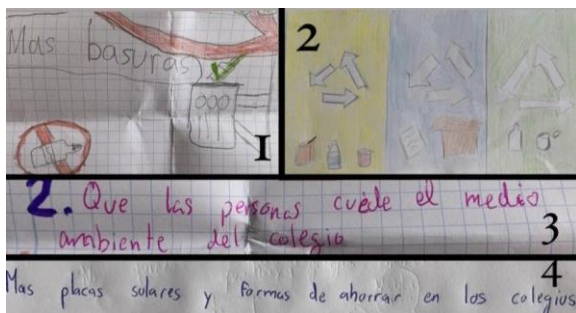 Mas basuras
1
2
2. Que las personas cuide el medio
ambiente del colegio
3
4
Mas placas solares y formas de ahorrar en los colegios